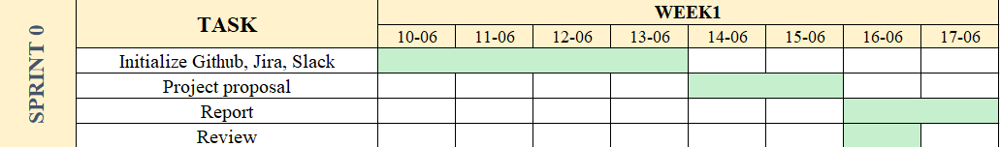 SPRINT 0
TASK
WEEK1
10-06 11-06 12-06 13-06 14-06 15-06 16-06 17-06
Initialize Github, Jira, Slack
Project proposal
Report
Review